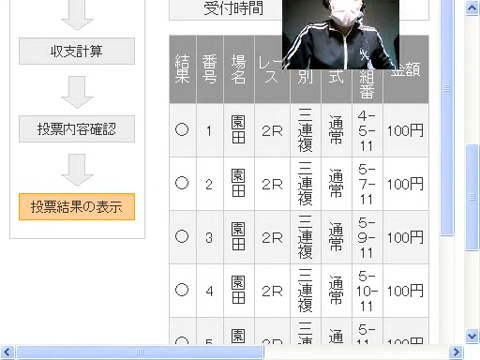 収支計算
投票内容確認
投票結果の表示
受付時間
結果 番号 場名 レース 別 式 組番 金額
○ 1 園田 2R 三連複 通常 4-5-11 100円
○ 2 園田 2R 三連複 通常 5-7-11 100円
○ 3 園田 2R 三連複 通常 5-9-11 100円
○ 4 園田 2R 三連複 通常 5-10-11 100円